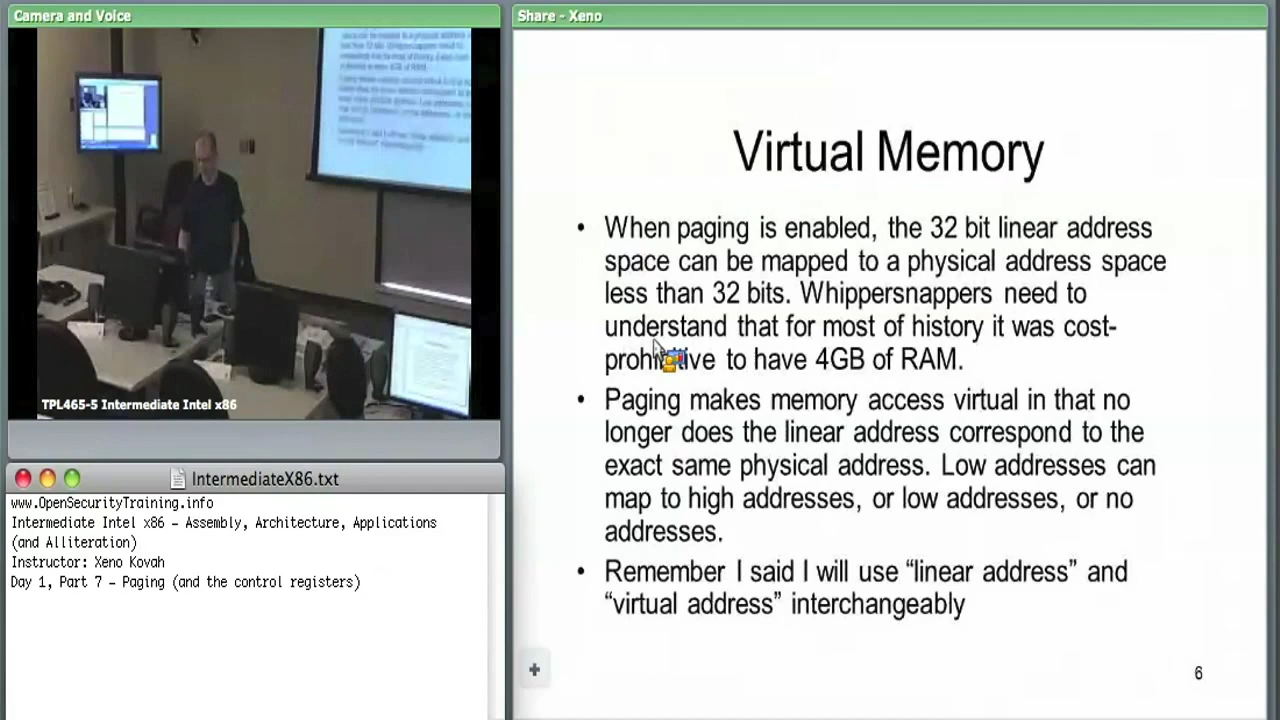 Camera and Voice
TPL465-5 Intermediate Intel x86
IntermediateX86.txt
www.OpenSecurityTraining.info
Intermediate Intel x86 – Assembly, Architecture, Applications
(and Alliteration)
Instructor: Xeno Kovah
Day 1, Part 7 – Paging (and the control registers)
Share - Xeno
Virtual Memory
• When paging is enabled, the 32 bit linear address
space can be mapped to a physical address space
less than 32 bits. Whippersnappers need to
understand that for most of history it was cost-
prohibitive to have 4GB of RAM.
• Paging makes memory access virtual in that no
longer does the linear address correspond to the
exact same physical address. Low addresses can
map to high addresses, or low addresses, or no
addresses.
• Remember I said I will use “linear address” and
“virtual address” interchangeably
6